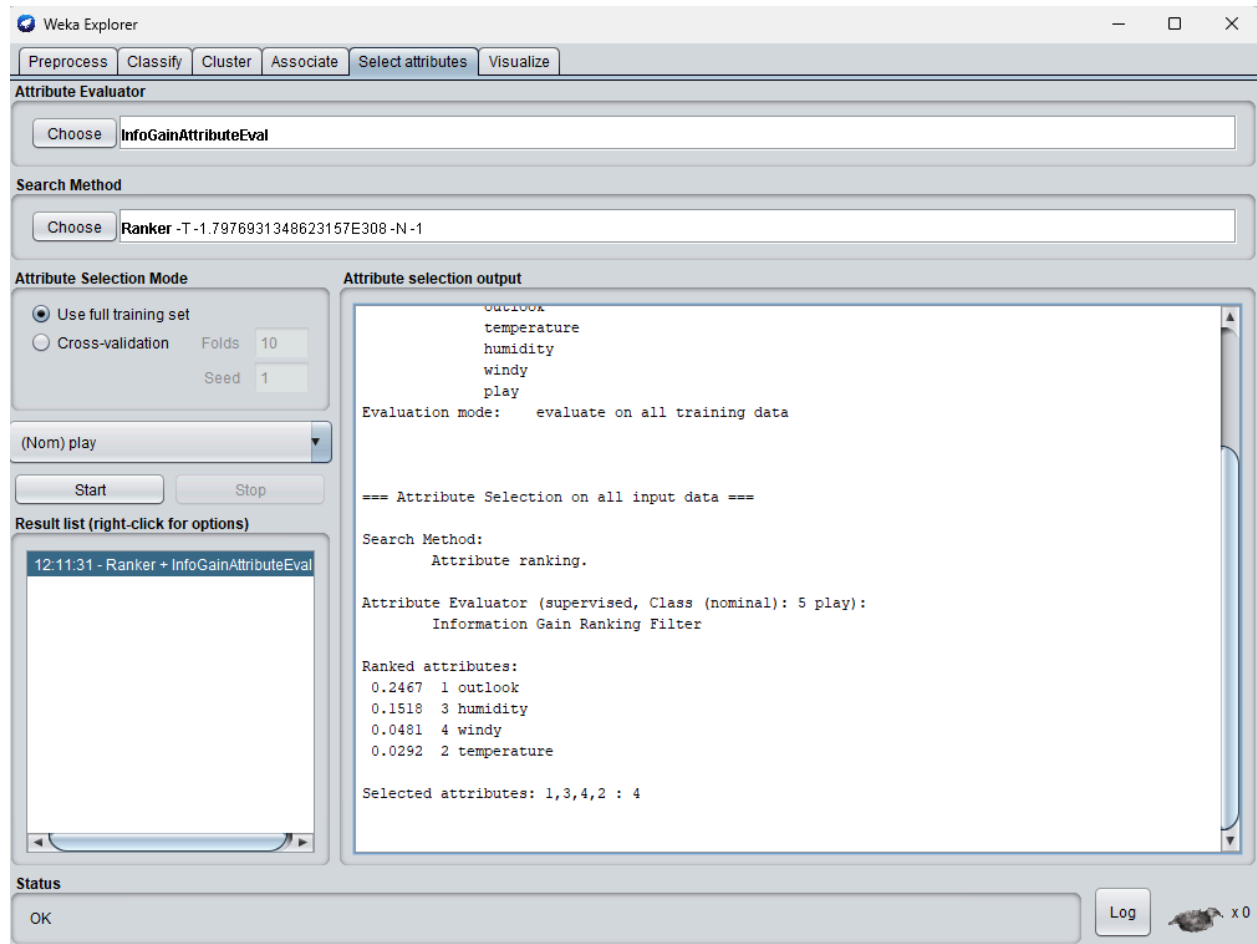 Weka Explorer
Preprocess Classify Cluster Associate Select attributes Visualize
Attribute Evaluator
Choose InfoGainAttributeEval
Search Method
Choose Ranker -T -1.7976931348623157E308 -N -1
Attribute Selection Mode
Use full training set
Cross-validation Folds 10
Seed 1
(Nom) play
Start Stop
Result list (right-click for options)
12:11:31 - Ranker + InfoGainAttributeEval
Attribute selection output
outlook
temperature
humidity
windy
play
Evaluation mode: evaluate on all training data
=== Attribute Selection on all input data ===
Search Method:
Attribute ranking.
Attribute Evaluator (supervised, Class (nominal): 5 play):
Information Gain Ranking Filter
Ranked attributes:
0.2467 1 outlook
0.1518 3 humidity
0.0481 4 windy
0.0292 2 temperature
Selected attributes: 1,3,4,2 : 4
Status
OK
Log x 0